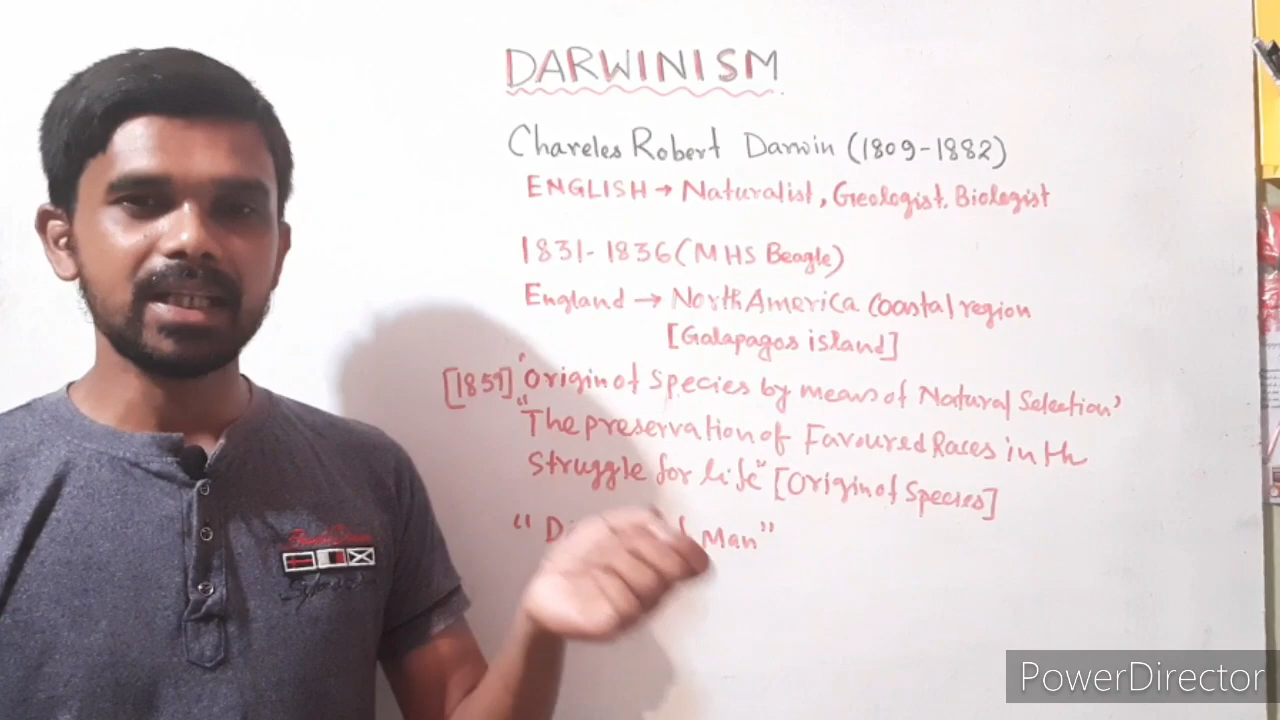 DARWINISM
Chareles Robert Darwin (1809-1882)
ENGLISH → Naturalist, Geologist, Biologist
1831-1836 (MHS Beagle)
England → North America Coastal region
[Galapagos island]
[1859] "Origin of Species by means of Natural Selection"
"The preservation of Favoured Races in th
Struggle for life" [Origin of Species]
" Man"
PowerDirector